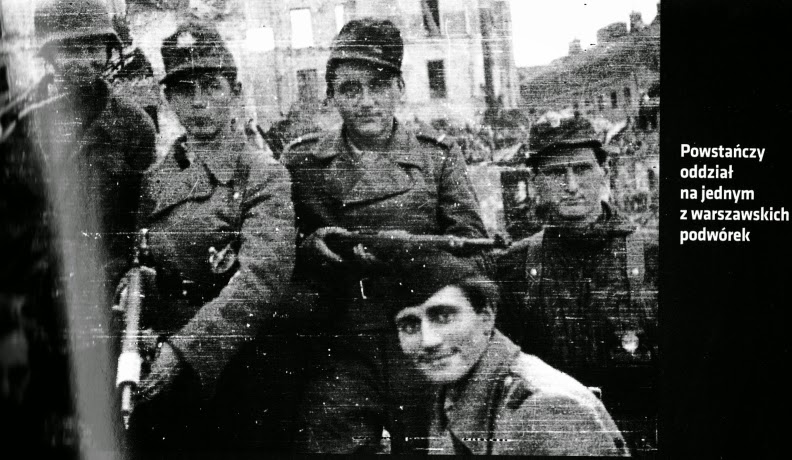 Powstańczy
oddział
na jednym
z warszawskich
podwórek